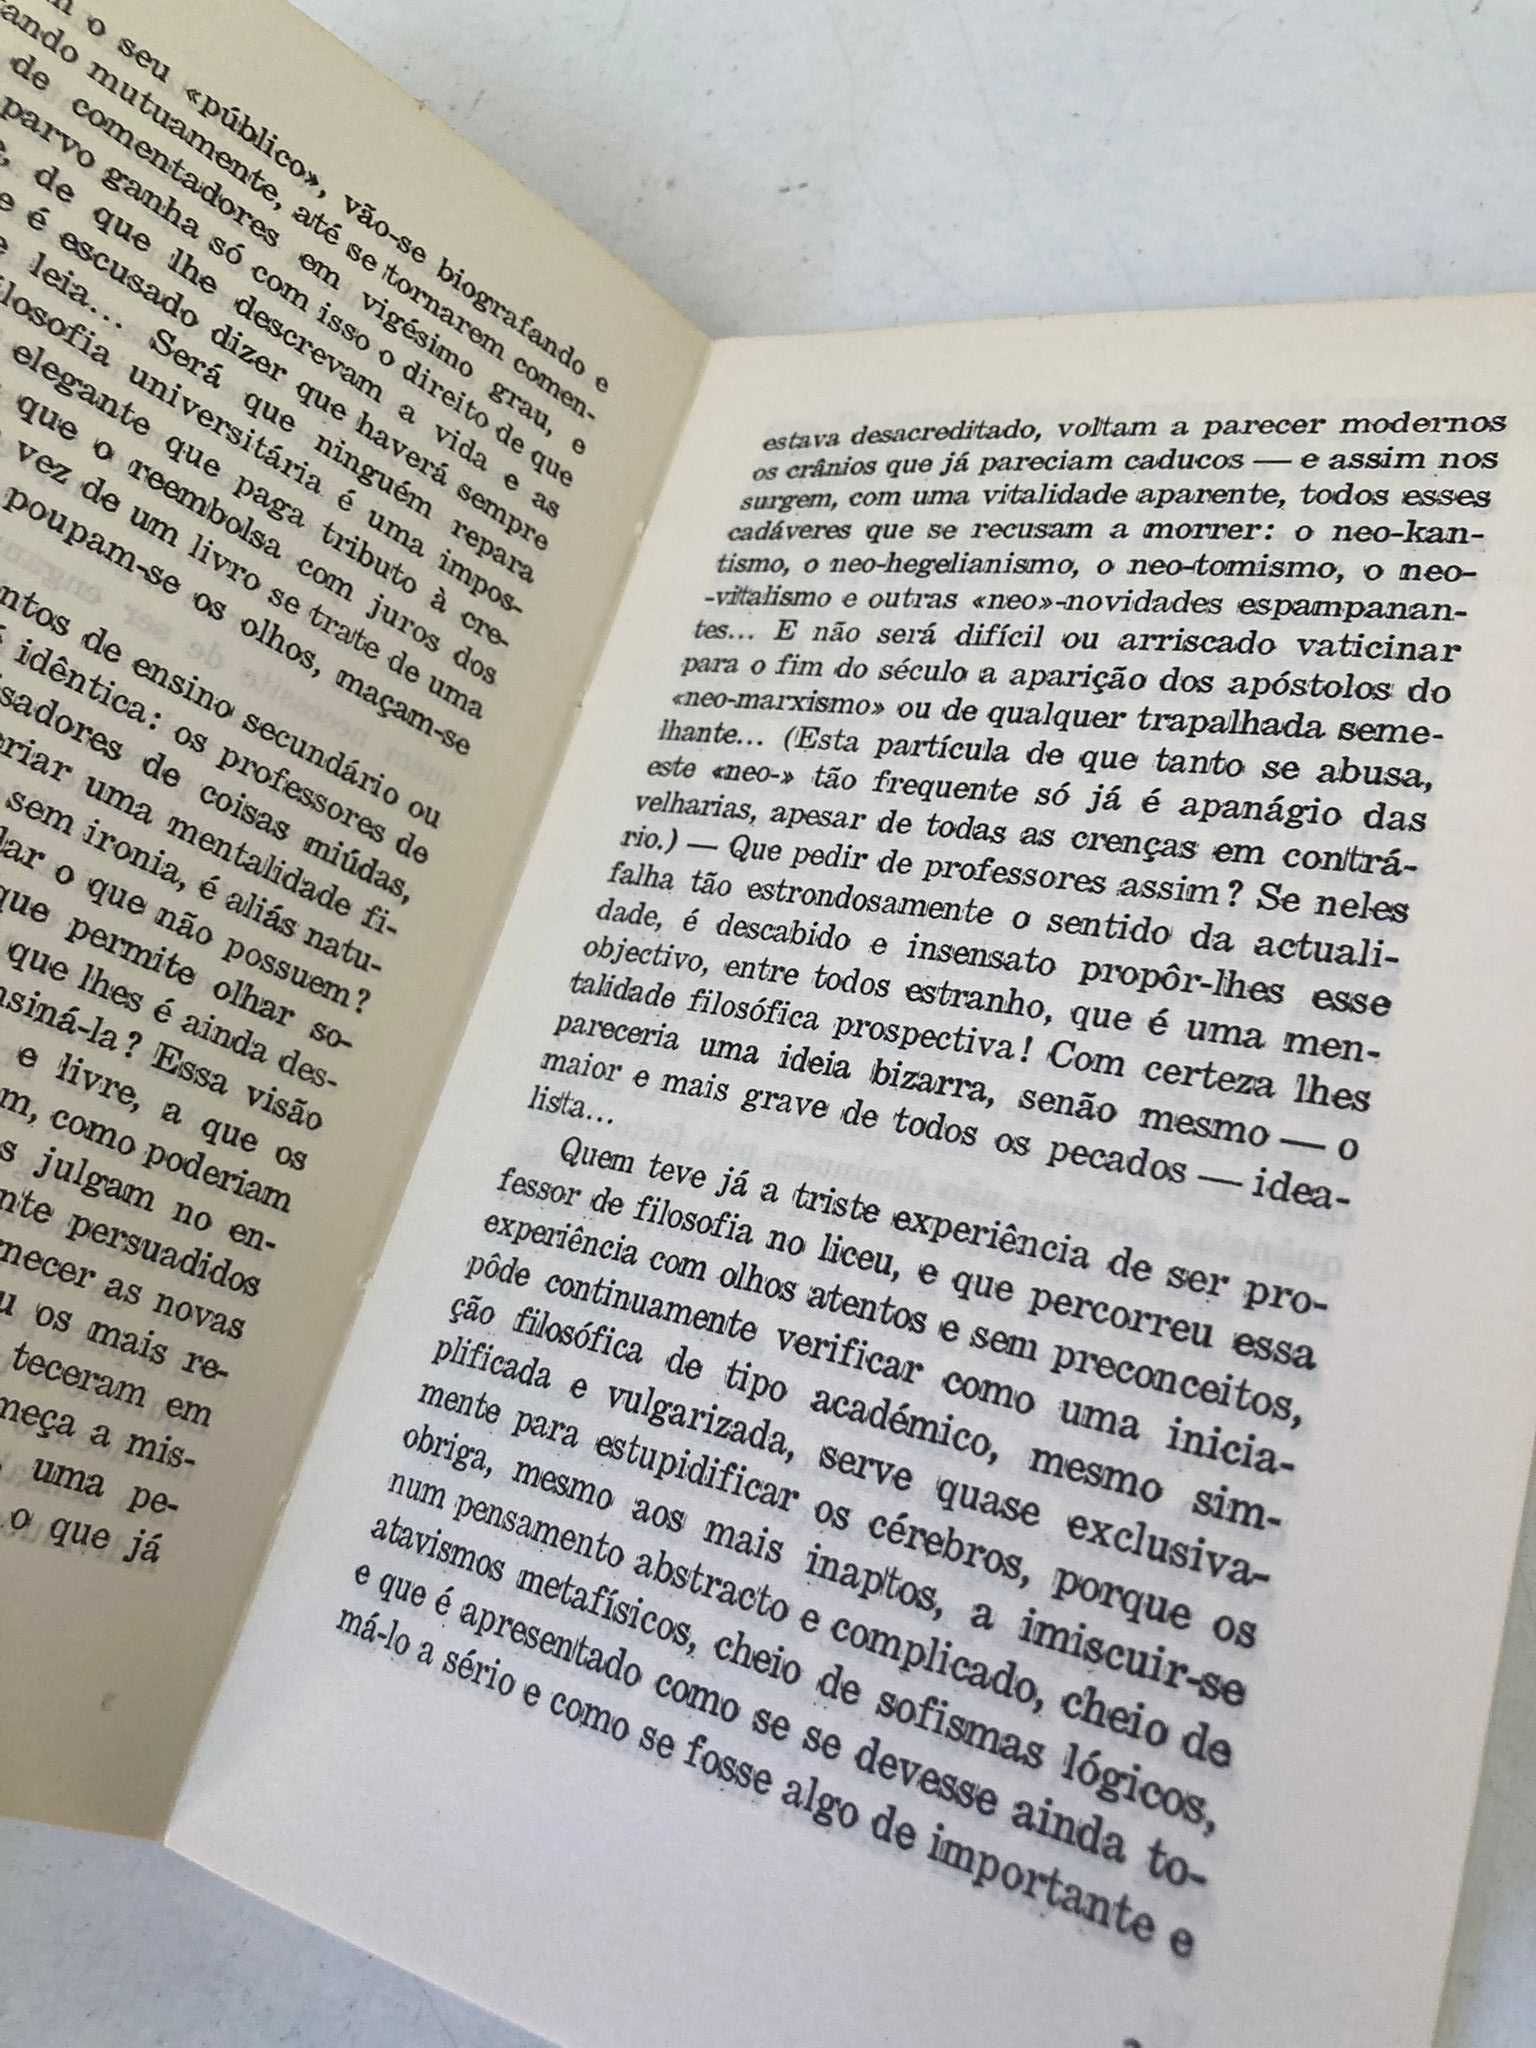 o seu «público», vão-se biografando e
tando mutuamente, até se tornarem comen-
de comentadores em vigésimo grau, e
parvo ganha só com isso o direito de que
de que lhe descrevam a vida e as
e é escusado dizer que haverá sempre
leia... Será que ninguém repara
filosofia universitária é uma impos-
elegante que paga tributo à cre-
que o reembolsa com juros dos
vez de um livro se trate de uma
poupam-se os olhos, maçam-se
ntos de ensino secundário ou
é idêntica: os professores de
sadores de coisas miúdas,
eriar uma mentalidade fi-
sem ironia, é aliás natu-
dar o que não possuem?
que permite olhar so-
que lhes é ainda des-
nsiná-la? Essa visão
e livre, a que os
m, como poderiam
s julgam no en-
nte persuadidos
rnecer as novas
u os mais re-
teceram em
meça a mis-
uma pe-
o que já
estava desacreditado, voltam a parecer modernos
os crânios que já pareciam caducos — e assim nos
surgem, com uma vitalidade aparente, todos esses
cadáveres que se recusam a morrer: o neo-kan-
tismo, o neo-hegelianismo, o neo-tomismo, o neo-
-vitalismo e outras «neo»-novidades espampanan-
tes... E não será difícil ou arriscado vaticinar
para o fim do século a aparição dos apóstolos do
«neo-marxismo» ou de qualquer trapalhada seme-
lhante... (Esta partícula de que tanto se abusa,
este «neo-» tão frequente só já é apanágio das
velharias, apesar de todas as crenças em contrá-
rio.) — Que pedir de professores assim? Se neles
falha tão estrondosamente o sentido da actuali-
dade, é descabido e insensato propôr-lhes esse
objectivo, entre todos estranho, que é uma men-
talidade filosófica prospectiva! Com certeza lhes
pareceria uma ideia bizarra, senão mesmo — o
maior e mais grave de todos os pecados — idea-
lista...
Quem teve já a triste experiência de ser pro-
fessor de filosofia no liceu, e que percorreu essa
experiência com olhos atentos e sem preconceitos,
pôde continuamente verificar como uma inicia-
ção filosófica de tipo académico, mesmo sim-
plificada e vulgarizada, serve quase exclusiva-
mente para estupidificar os cérebros, porque os
obriga, mesmo aos mais inaptos, a imiscuir-se
num pensamento abstracto e complicado, cheio de
atavismos metafísicos, cheio de sofismas lógicos,
e que é apresentado como se se devesse ainda to-
má-lo a sério e como se fosse algo de importante e